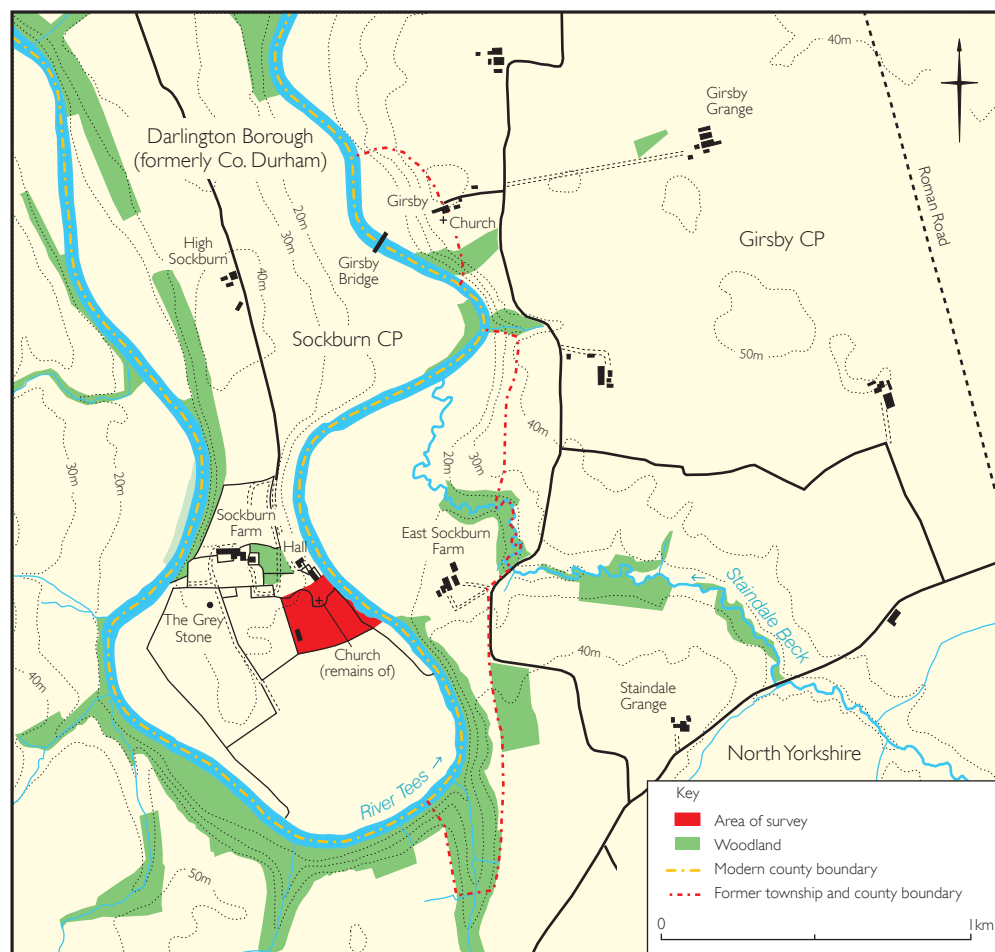 40m
Girsby
Grange
Darlington Borough
(formerly Co. Durham)
Roman Road
20m
30m
40m
Girsby
Church
High
Sockburn
Girsby
Bridge
Girsby CP
Sockburn CP
50m
40m
30m
20m
20m
30m
Sockburn
Farm
Hall
East Sockburn
Farm
The Grey
Stone
Church
(remains of)
Staindale Beck
←
40m
40m
Staindale
Grange
North Yorkshire
River Tees →
50m
Key
Area of survey
Woodland
Modern county boundary
Former township and county boundary
0
1km